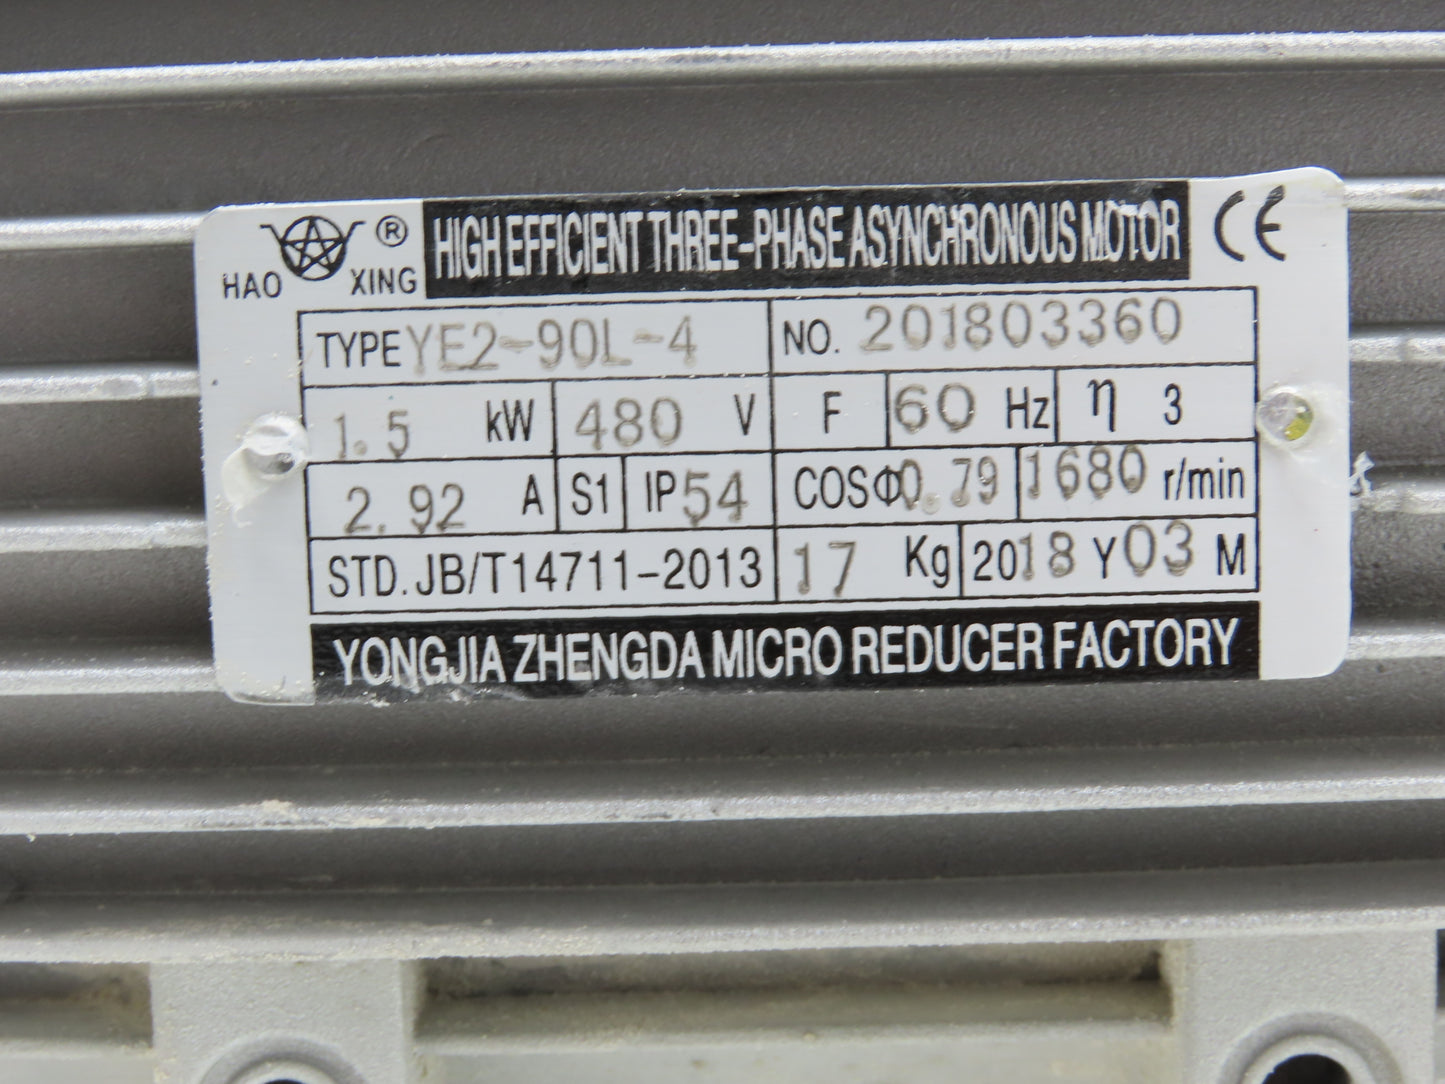 HAO XING ® HIGH EFFICIENT THREE-PHASE ASYNCHRONOUS MOTOR CE
TYPE YE2-90L-4 NO. 201803360
1.5 kW 480 V F 60 Hz η 3
2.92 A S1 IP54 COSΦ0.79 1680 r/min
STD. JB/T14711-2013 17 Kg 2018 Y 03 M
YONGJIA ZHENGDA MICRO REDUCER FACTORY